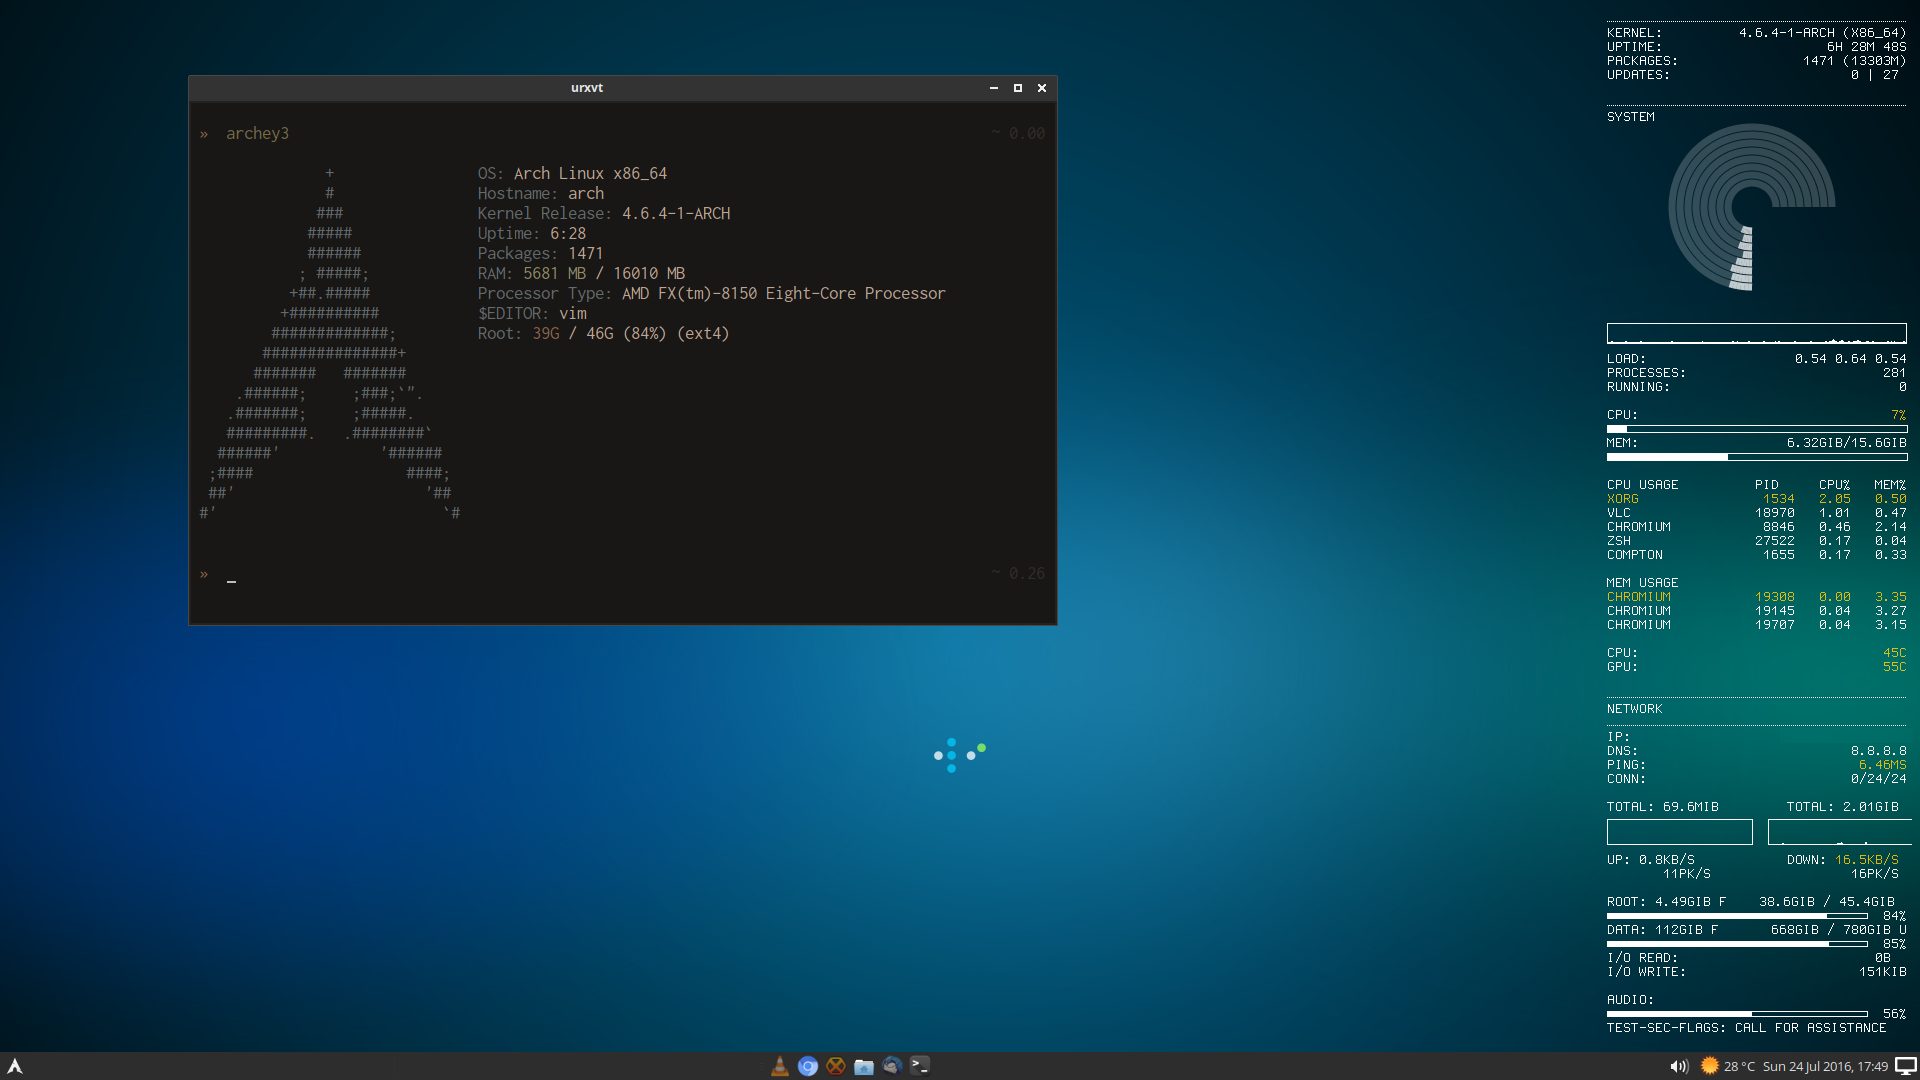 urxvt
» archey3 ~ 0.00
+
# OS: Arch Linux x86_64
### Hostname: arch
##### Kernel Release: 4.6.4-1-ARCH
###### Uptime: 6:28
; #####; Packages: 1471
+##.##### RAM: 5681 MB / 16010 MB
+########## Processor Type: AMD FX(tm)-8150 Eight-Core Processor
#############; $EDITOR: vim
###############+ Root: 39G / 46G (84%) (ext4)
####### #######
.######; ;###;`".
.#######; ;#####.
#########. .########`
######' '######
;#### ####;
##' '##
#' `#
» _ ~ 0.26
KERNEL: 4.6.4-1-ARCH (X86_64)
UPTIME: 6H 28M 48S
PACKAGES: 1471 (13303M)
UPDATES: 0 | 27
SYSTEM
LOAD: 0.54 0.64 0.54
PROCESSES: 281
RUNNING: 0
CPU: 7%
MEM: 6.32GIB/15.6GIB
CPU USAGE PID CPU% MEM%
XORG 1534 2.05 0.50
VLC 18970 1.01 0.47
CHROMIUM 8846 0.46 2.14
ZSH 27522 0.17 0.04
COMPTON 1655 0.17 0.33
MEM USAGE
CHROMIUM 19308 0.00 3.35
CHROMIUM 19145 0.04 3.27
CHROMIUM 19707 0.04 3.15
CPU: 45C
GPU: 55C
NETWORK
IP:
DNS: 8.8.8.8
PING: 6.46MS
CONN: 0/24/24
TOTAL: 69.6MIB TOTAL: 2.01GIB
UP: 0.8KB/S DOWN: 16.5KB/S
11PK/S 16PK/S
ROOT: 4.49GIB F 38.6GIB / 45.4GIB
84%
DATA: 112GIB F 668GIB / 780GIB U
85%
I/O READ: 0B
I/O WRITE: 151KIB
AUDIO:
56%
TEST-SEC-FLAGS: CALL FOR ASSISTANCE
28 °C Sun 24 Jul 2016, 17:49